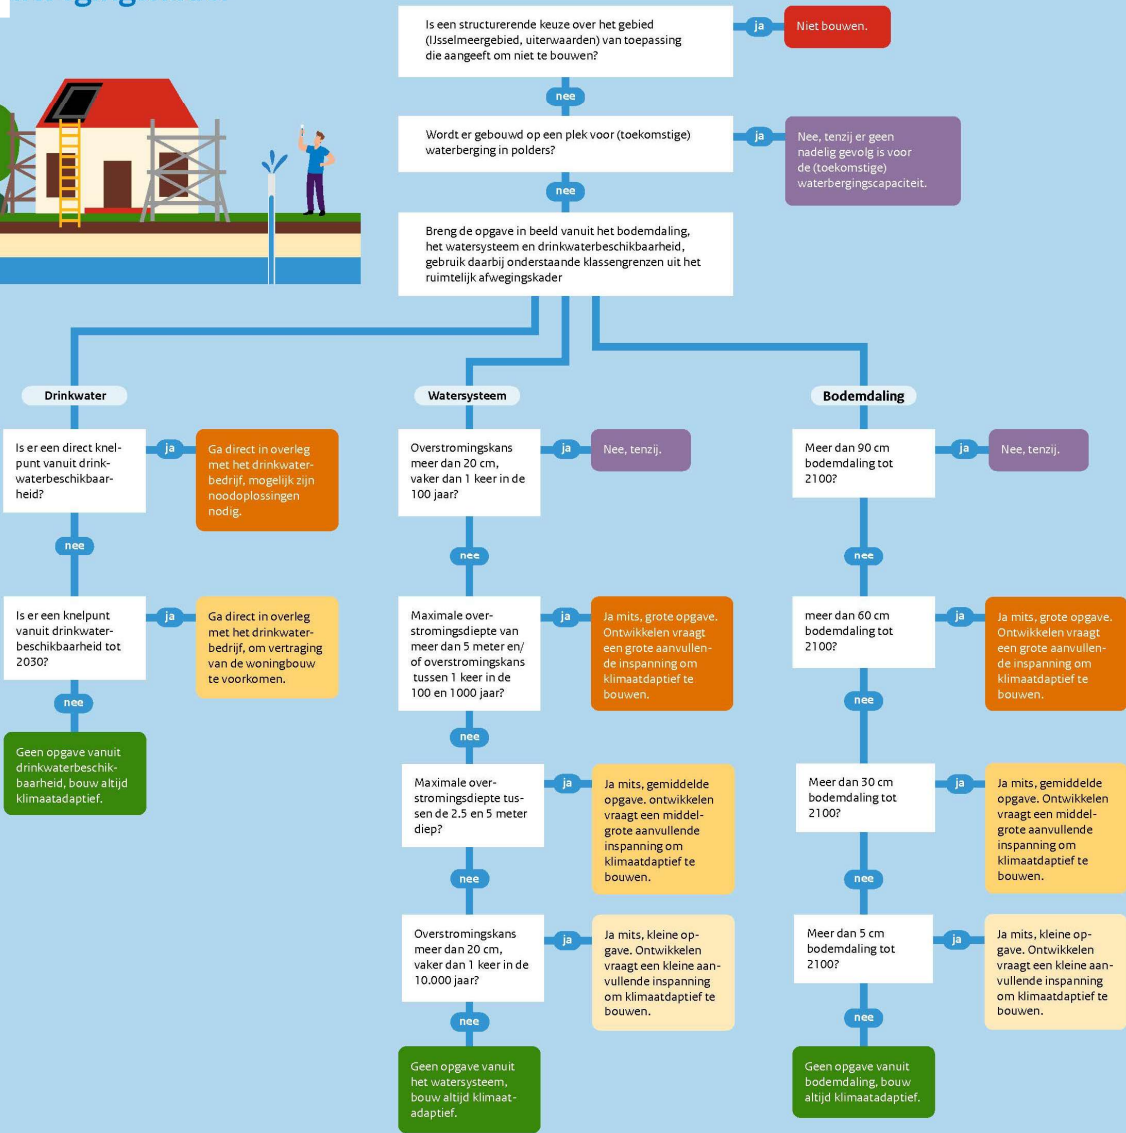 Is een structurerende keuze over het gebied
(IJsselmeergebied, uiterwaarden) van toepassing
die aangeeft om niet te bouwen?
ja
Niet bouwen.
nee
Wordt er gebouwd op een plek voor (toekomstige)
waterberging in polders?
ja
Nee, tenzij er geen
nadelig gevolg is voor
de (toekomstige)
waterbergingscapaciteit.
nee
Breng de opgave in beeld vanuit het bodemdaling,
het watersysteem en drinkwaterbeschikbaarheid,
gebruik daarbij onderstaande klassengrenzen uit het
ruimtelijk afwegingskader
Drinkwater
Is er een direct knel-
punt vanuit drink-
waterbeschikbaar-
heid?
ja
Ga direct in overleg
met het drinkwater-
bedrijf, mogelijk zijn
noodoplossingen
nodig.
nee
Is er een knelpunt
vanuit drinkwater-
beschikbaarheid tot
2030?
ja
Ga direct in overleg
met het drinkwater-
bedrijf, om vertraging
van de woningbouw
te voorkomen.
nee
Geen opgave vanuit
drinkwaterbeschik-
baarheid, bouw altijd
klimaatadaptief.
Watersysteem
Overstromingskans
meer dan 20 cm,
vaker dan 1 keer in de
100 jaar?
ja
Nee, tenzij.
nee
Maximale over-
stromingsdiepte van
meer dan 5 meter en/
of overstromingskans
tussen 1 keer in de
100 en 1000 jaar?
ja
Ja mits, grote opgave.
Ontwikkelen vraagt
een grote aanvullen-
de inspanning om
klimaatdaptief te
bouwen.
nee
Maximale over-
stromingsdiepte tus-
sen de 2.5 en 5 meter
diep?
ja
Ja mits, gemiddelde
opgave. ontwikkelen
vraagt een middel-
grote aanvullende
inspanning om
klimaatdaptief te
bouwen.
nee
Overstromingskans
meer dan 20 cm,
vaker dan 1 keer in de
10.000 jaar?
ja
Ja mits, kleine op-
gave. Ontwikkelen
vraagt een kleine aan-
vullende inspanning
om klimaatdaptief te
bouwen.
nee
Geen opgave vanuit
het watersysteem,
bouw altijd klimaat-
adaptief.
Bodemdaling
Meer dan 90 cm
bodemdaling tot
2100?
ja
Nee, tenzij.
nee
meer dan 60 cm
bodemdaling tot
2100?
ja
Ja mits, grote opgave.
Ontwikkelen vraagt
een grote aanvullen-
de inspanning om
klimaatdaptief te
bouwen.
nee
Meer dan 30 cm
bodemdaling tot
2100?
ja
Ja mits, gemiddelde
opgave. Ontwikkelen
vraagt een middel-
grote aanvullende
inspanning om
klimaatdaptief te
bouwen.
nee
Meer dan 5 cm
bodemdaling tot
2100?
ja
Ja mits, kleine op-
gave. Ontwikkelen
vraagt een kleine aan-
vullende inspanning
om klimaatdaptief te
bouwen.
nee
Geen opgave vanuit
bodemdaling, bouw
altijd klimaatadaptief.